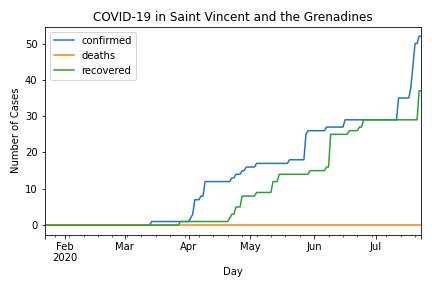 COVID-19 in Saint Vincent and the Grenadines
confirmed
deaths
recovered
Number of Cases
50
40
30
20
10
0
Feb Mar Apr May Jun Jul
2020
Day